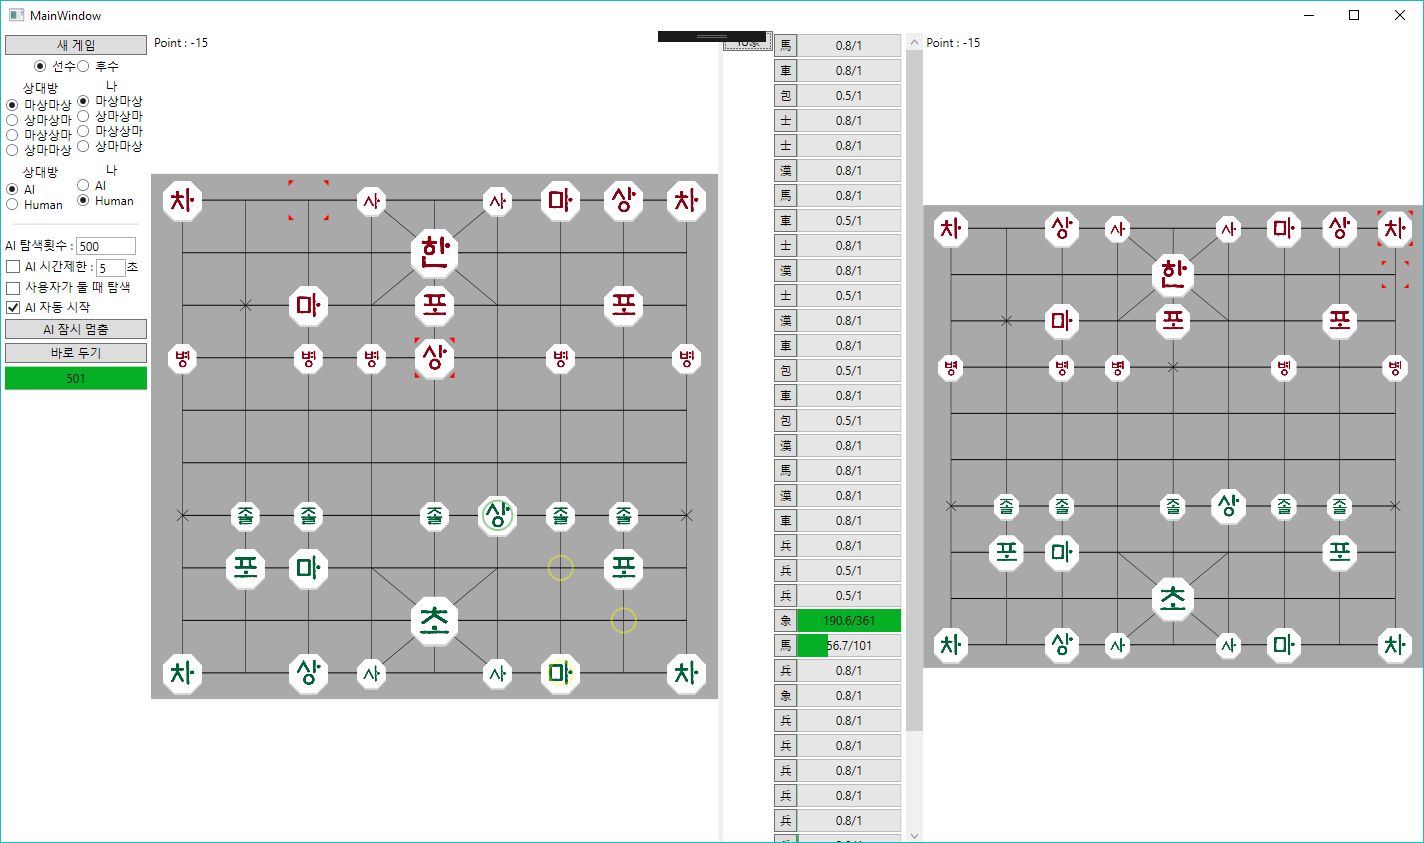 MainWindow
새 게임
선수 후수
상대방 나
마상마상 마상마상
상마상마 상마상마
마상상마 마상상마
상마마상 상마마상
상대방 나
AI AI
Human Human
AI 탐색횟수 : 500
AI 시간제한 : 5 초
사용자가 둘 때 탐색
AI 자동 시작
AI 잠시 멈춤
바로 두기
501
Point : -15
차 사 사 마 상 차
한
마 포 포
병 병 병 상 병 병
졸 졸 졸 상 졸 졸
포 마 포
초
차 상 사 사 마 차
馬 0.8/1
車 0.8/1
包 0.5/1
士 0.8/1
士 0.8/1
漢 0.8/1
馬 0.8/1
車 0.5/1
士 0.8/1
漢 0.8/1
士 0.5/1
漢 0.8/1
車 0.8/1
包 0.5/1
車 0.8/1
包 0.5/1
漢 0.8/1
馬 0.8/1
漢 0.8/1
車 0.8/1
兵 0.8/1
兵 0.5/1
兵 0.5/1
象 190.6/361
馬 56.7/101
兵 0.8/1
象 0.8/1
兵 0.8/1
兵 0.8/1
兵 0.8/1
兵 0.8/1
兵 0.8/1
Point : -15
차 상 사 사 마 상 차
한
마 포 포
병 병 병 병 병
졸 졸 졸 상 졸 졸
포 마 포
초
차 상 사 사 마 차